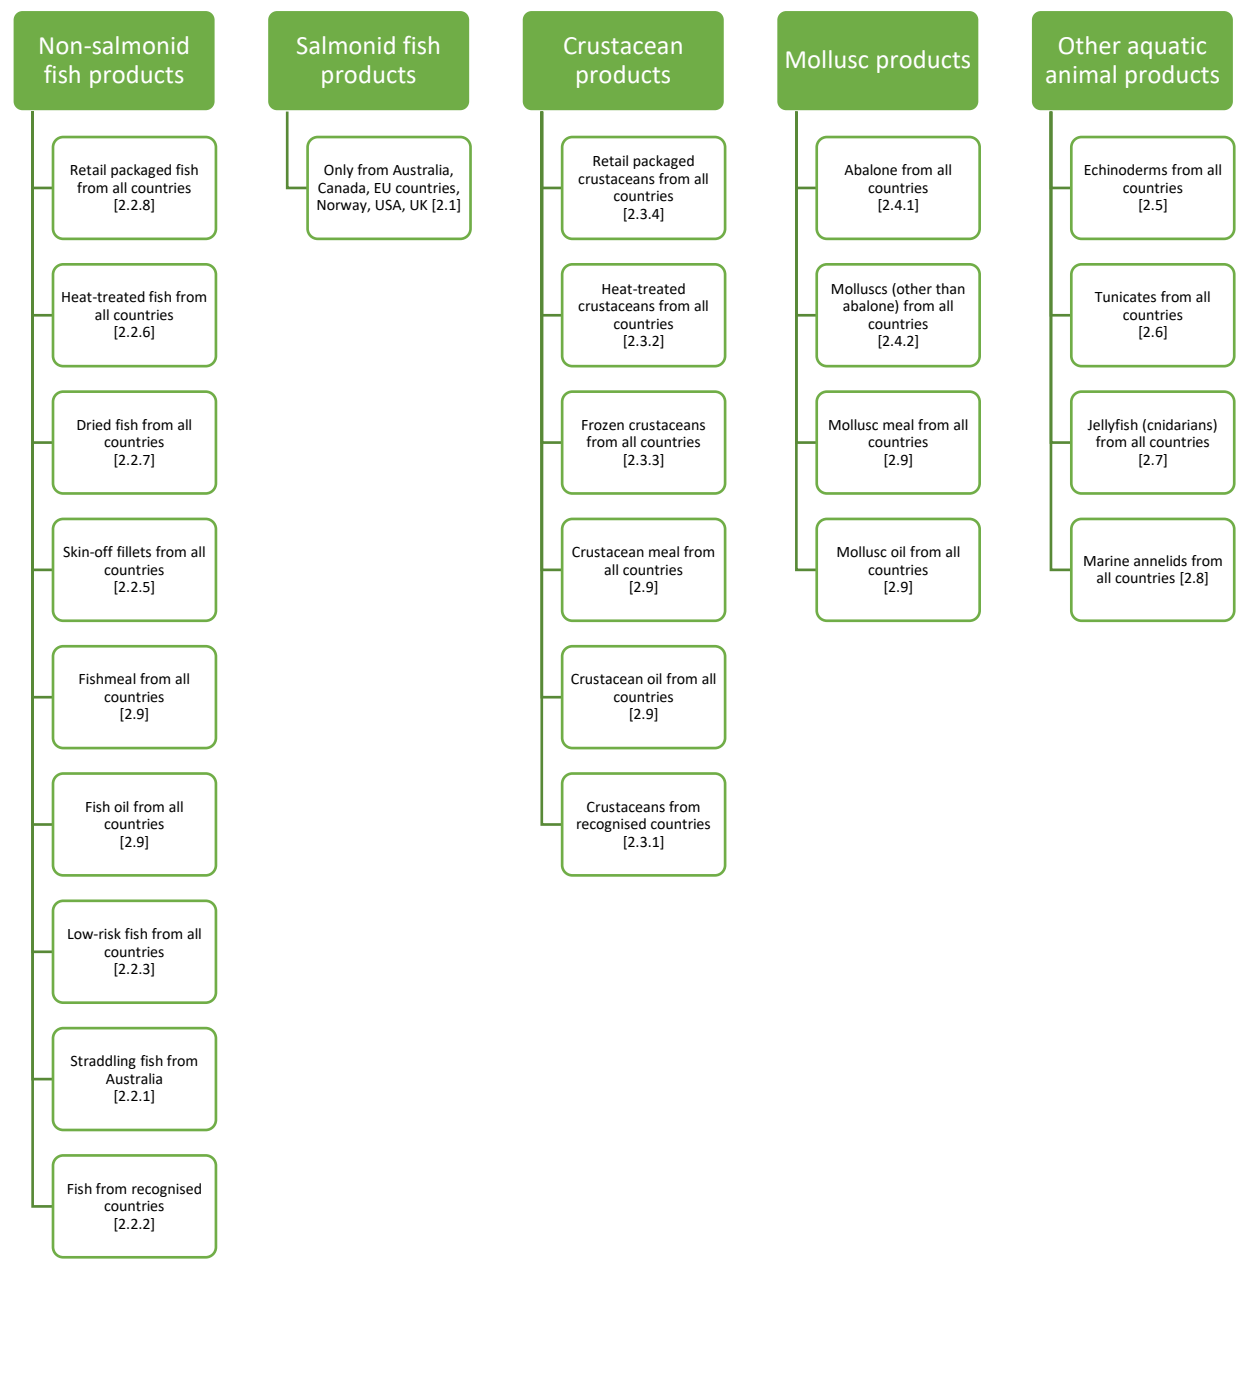 Non-salmonid
fish products
Retail packaged fish
from all countries
[2.2.8]
Heat-treated fish from
all countries
[2.2.6]
Dried fish from all
countries
[2.2.7]
Skin-off fillets from all
countries
[2.2.5]
Fishmeal from all
countries
[2.9]
Fish oil from all
countries
[2.9]
Low-risk fish from all
countries
[2.2.3]
Straddling fish from
Australia
[2.2.1]
Fish from recognised
countries
[2.2.2]
Salmonid fish
products
Only from Australia,
Canada, EU countries,
Norway, USA, UK [2.1]
Crustacean
products
Retail packaged
crustaceans from all
countries
[2.3.4]
Heat-treated
crustaceans from all
countries
[2.3.2]
Frozen crustaceans
from all countries
[2.3.3]
Crustacean meal from
all countries
[2.9]
Crustacean oil from all
countries
[2.9]
Crustaceans from
recognised countries
[2.3.1]
Mollusc products
Abalone from all
countries
[2.4.1]
Molluscs (other than
abalone) from all
countries
[2.4.2]
Mollusc meal from all
countries
[2.9]
Mollusc oil from all
countries
[2.9]
Other aquatic
animal products
Echinoderms from all
countries
[2.5]
Tunicates from all
countries
[2.6]
Jellyfish (cnidarians)
from all countries
[2.7]
Marine annelids from
all countries [2.8]